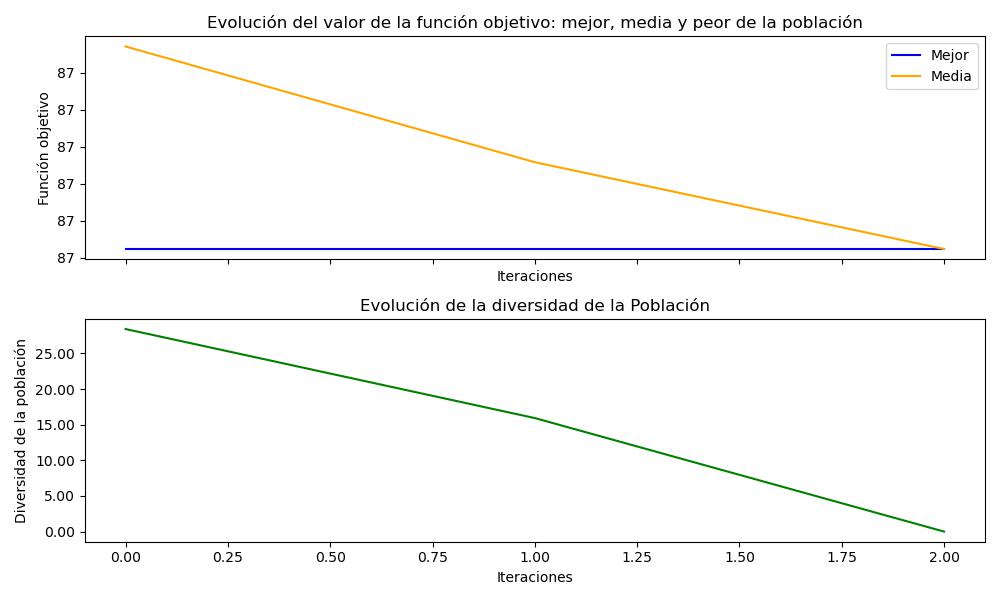 Evolución del valor de la función objetivo: mejor, media y peor de la población
Función objetivo
87
87
87
87
87
87
Mejor
Media
Iteraciones
Evolución de la diversidad de la Población
Diversidad de la población
25.00
20.00
15.00
10.00
5.00
0.00
0.00 0.25 0.50 0.75 1.00 1.25 1.50 1.75 2.00
Iteraciones